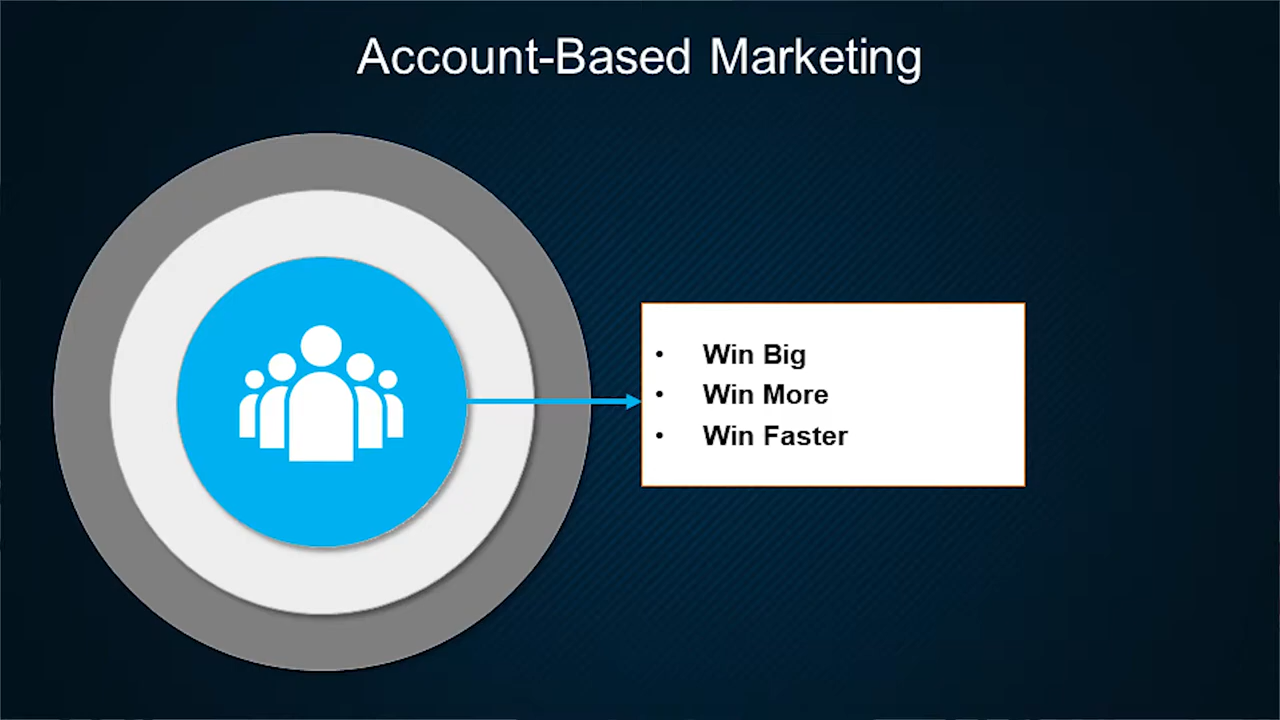 Account-Based Marketing
• Win Big
• Win More
• Win Faster